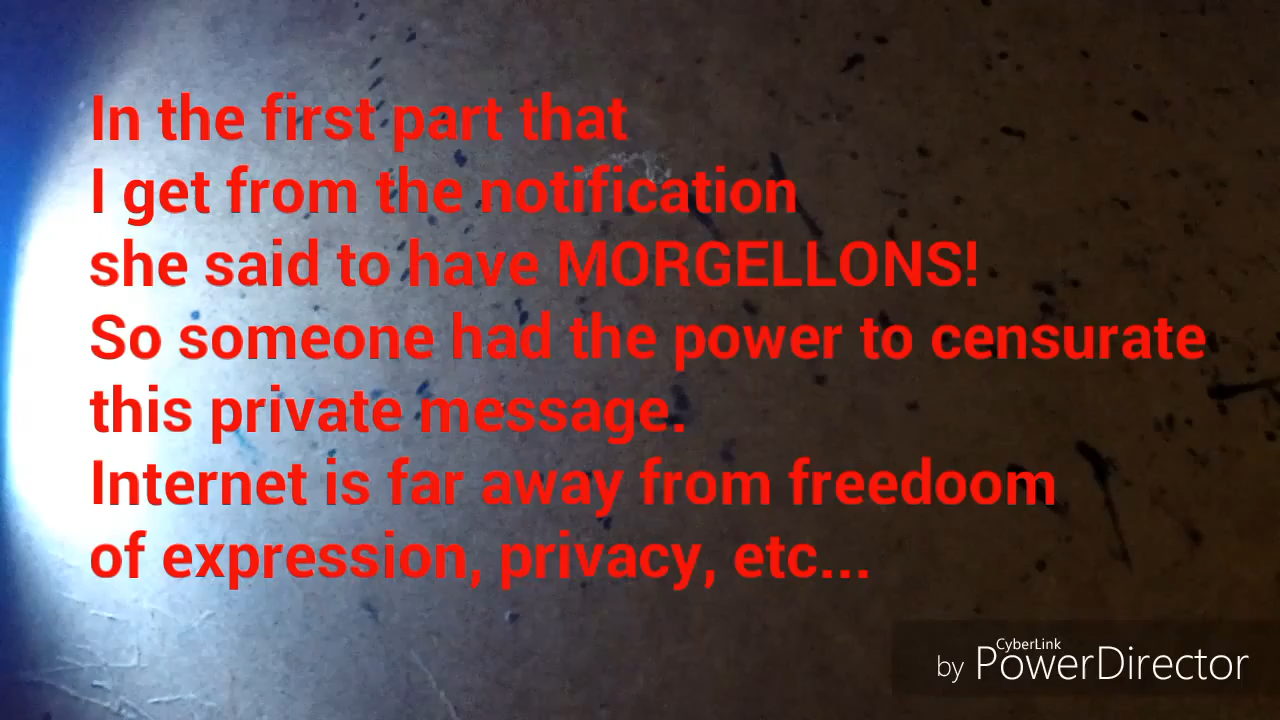 In the first part that
I get from the notification
she said to have MORGELLONS!
So someone had the power to censurate
this private message.
Internet is far away from freedoom
of expression, privacy, etc...
CyberLink
by PowerDirector